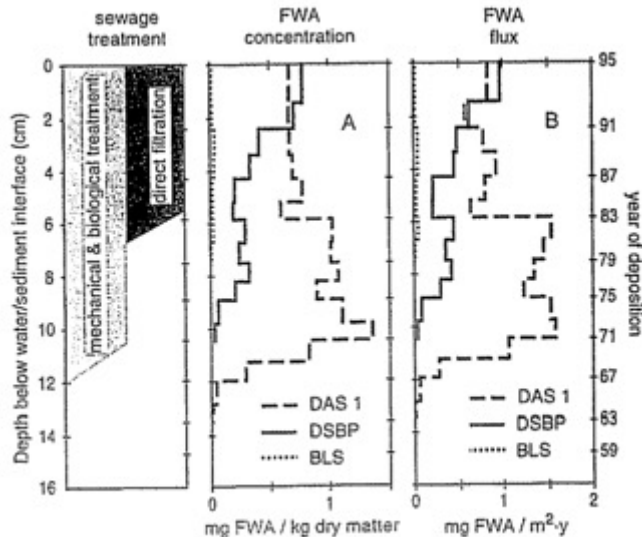 sewage
treatment
FWA
concentration
FWA
flux
Depth below water/sediment interface (cm)
0
2
4
6
8
10
12
14
16
mechanical & biological treatment
direct filtration
A
DAS 1
DSBP
BLS
0
1
mg FWA / kg dry matter
B
DAS 1
DSBP
BLS
0
1
2
mg FWA / m²·y
95
91
87
83
79
75
71
67
63
59
year of deposition